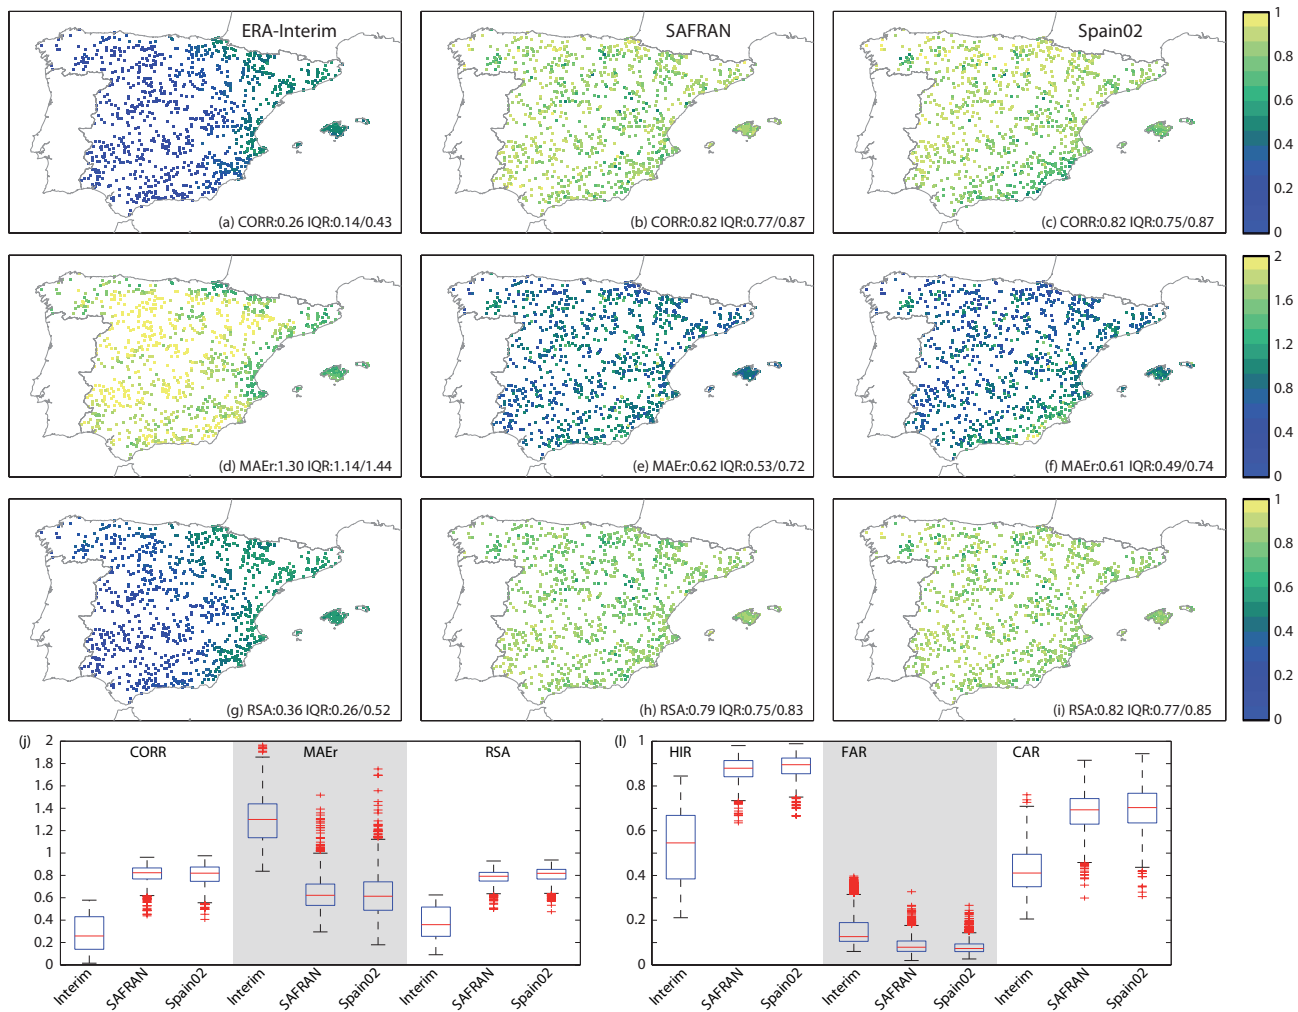 ERA-Interim
SAFRAN
Spain02
1
0.8
0.6
0.4
0.2
0
(a) CORR:0.26 IQR:0.14/0.43
(b) CORR:0.82 IQR:0.77/0.87
(c) CORR:0.82 IQR:0.75/0.87
2
1.6
1.2
0.8
0.4
0
(d) MAEr:1.30 IQR:1.14/1.44
(e) MAEr:0.62 IQR:0.53/0.72
(f) MAEr:0.61 IQR:0.49/0.74
1
0.8
0.6
0.4
0.2
0
(g) RSA:0.36 IQR:0.26/0.52
(h) RSA:0.79 IQR:0.75/0.83
(i) RSA:0.82 IQR:0.77/0.85
(j)
CORR
MAEr
RSA
2
1.8
1.6
1.4
1.2
1
0.8
0.6
0.4
0.2
0
Interim
SAFRAN
Spain02
Interim
SAFRAN
Spain02
Interim
SAFRAN
Spain02
(l)
HIR
FAR
CAR
1
0.8
0.6
0.4
0.2
0
Interim
SAFRAN
Spain02
Interim
SAFRAN
Spain02
Interim
SAFRAN
Spain02